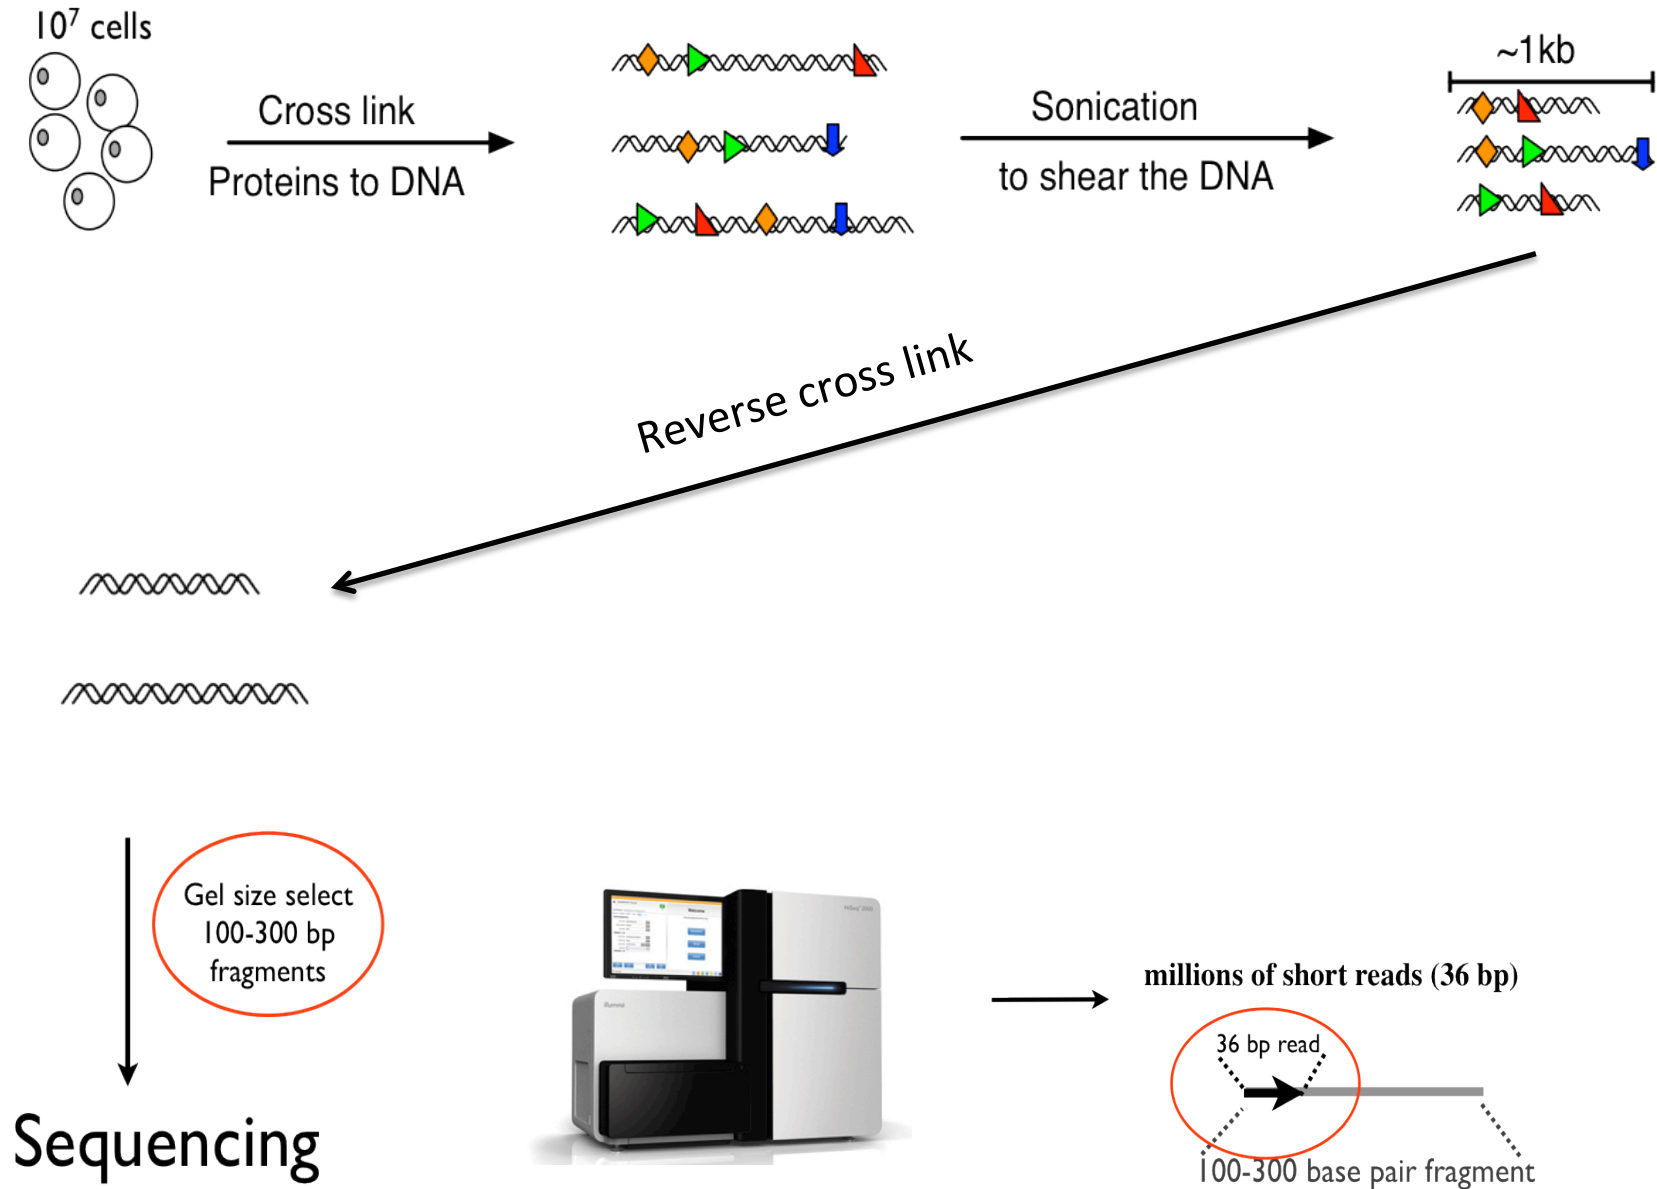 10⁷ cells
Cross link
Proteins to DNA
Sonication
to shear the DNA
~1kb
Reverse cross link
Gel size select
100-300 bp
fragments
Sequencing
Welcome
millions of short reads (36 bp)
36 bp read
100-300 base pair fragment